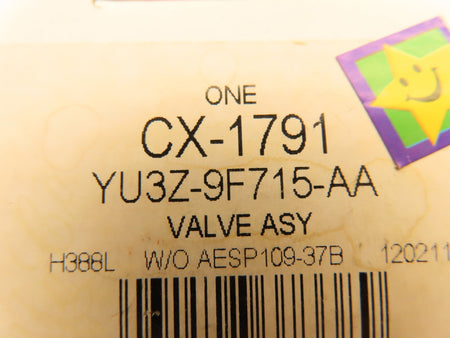 ONE
CX-1791
YU3Z-9F715-AA
VALVE ASY
H388L W/O AESP109-37B 120211